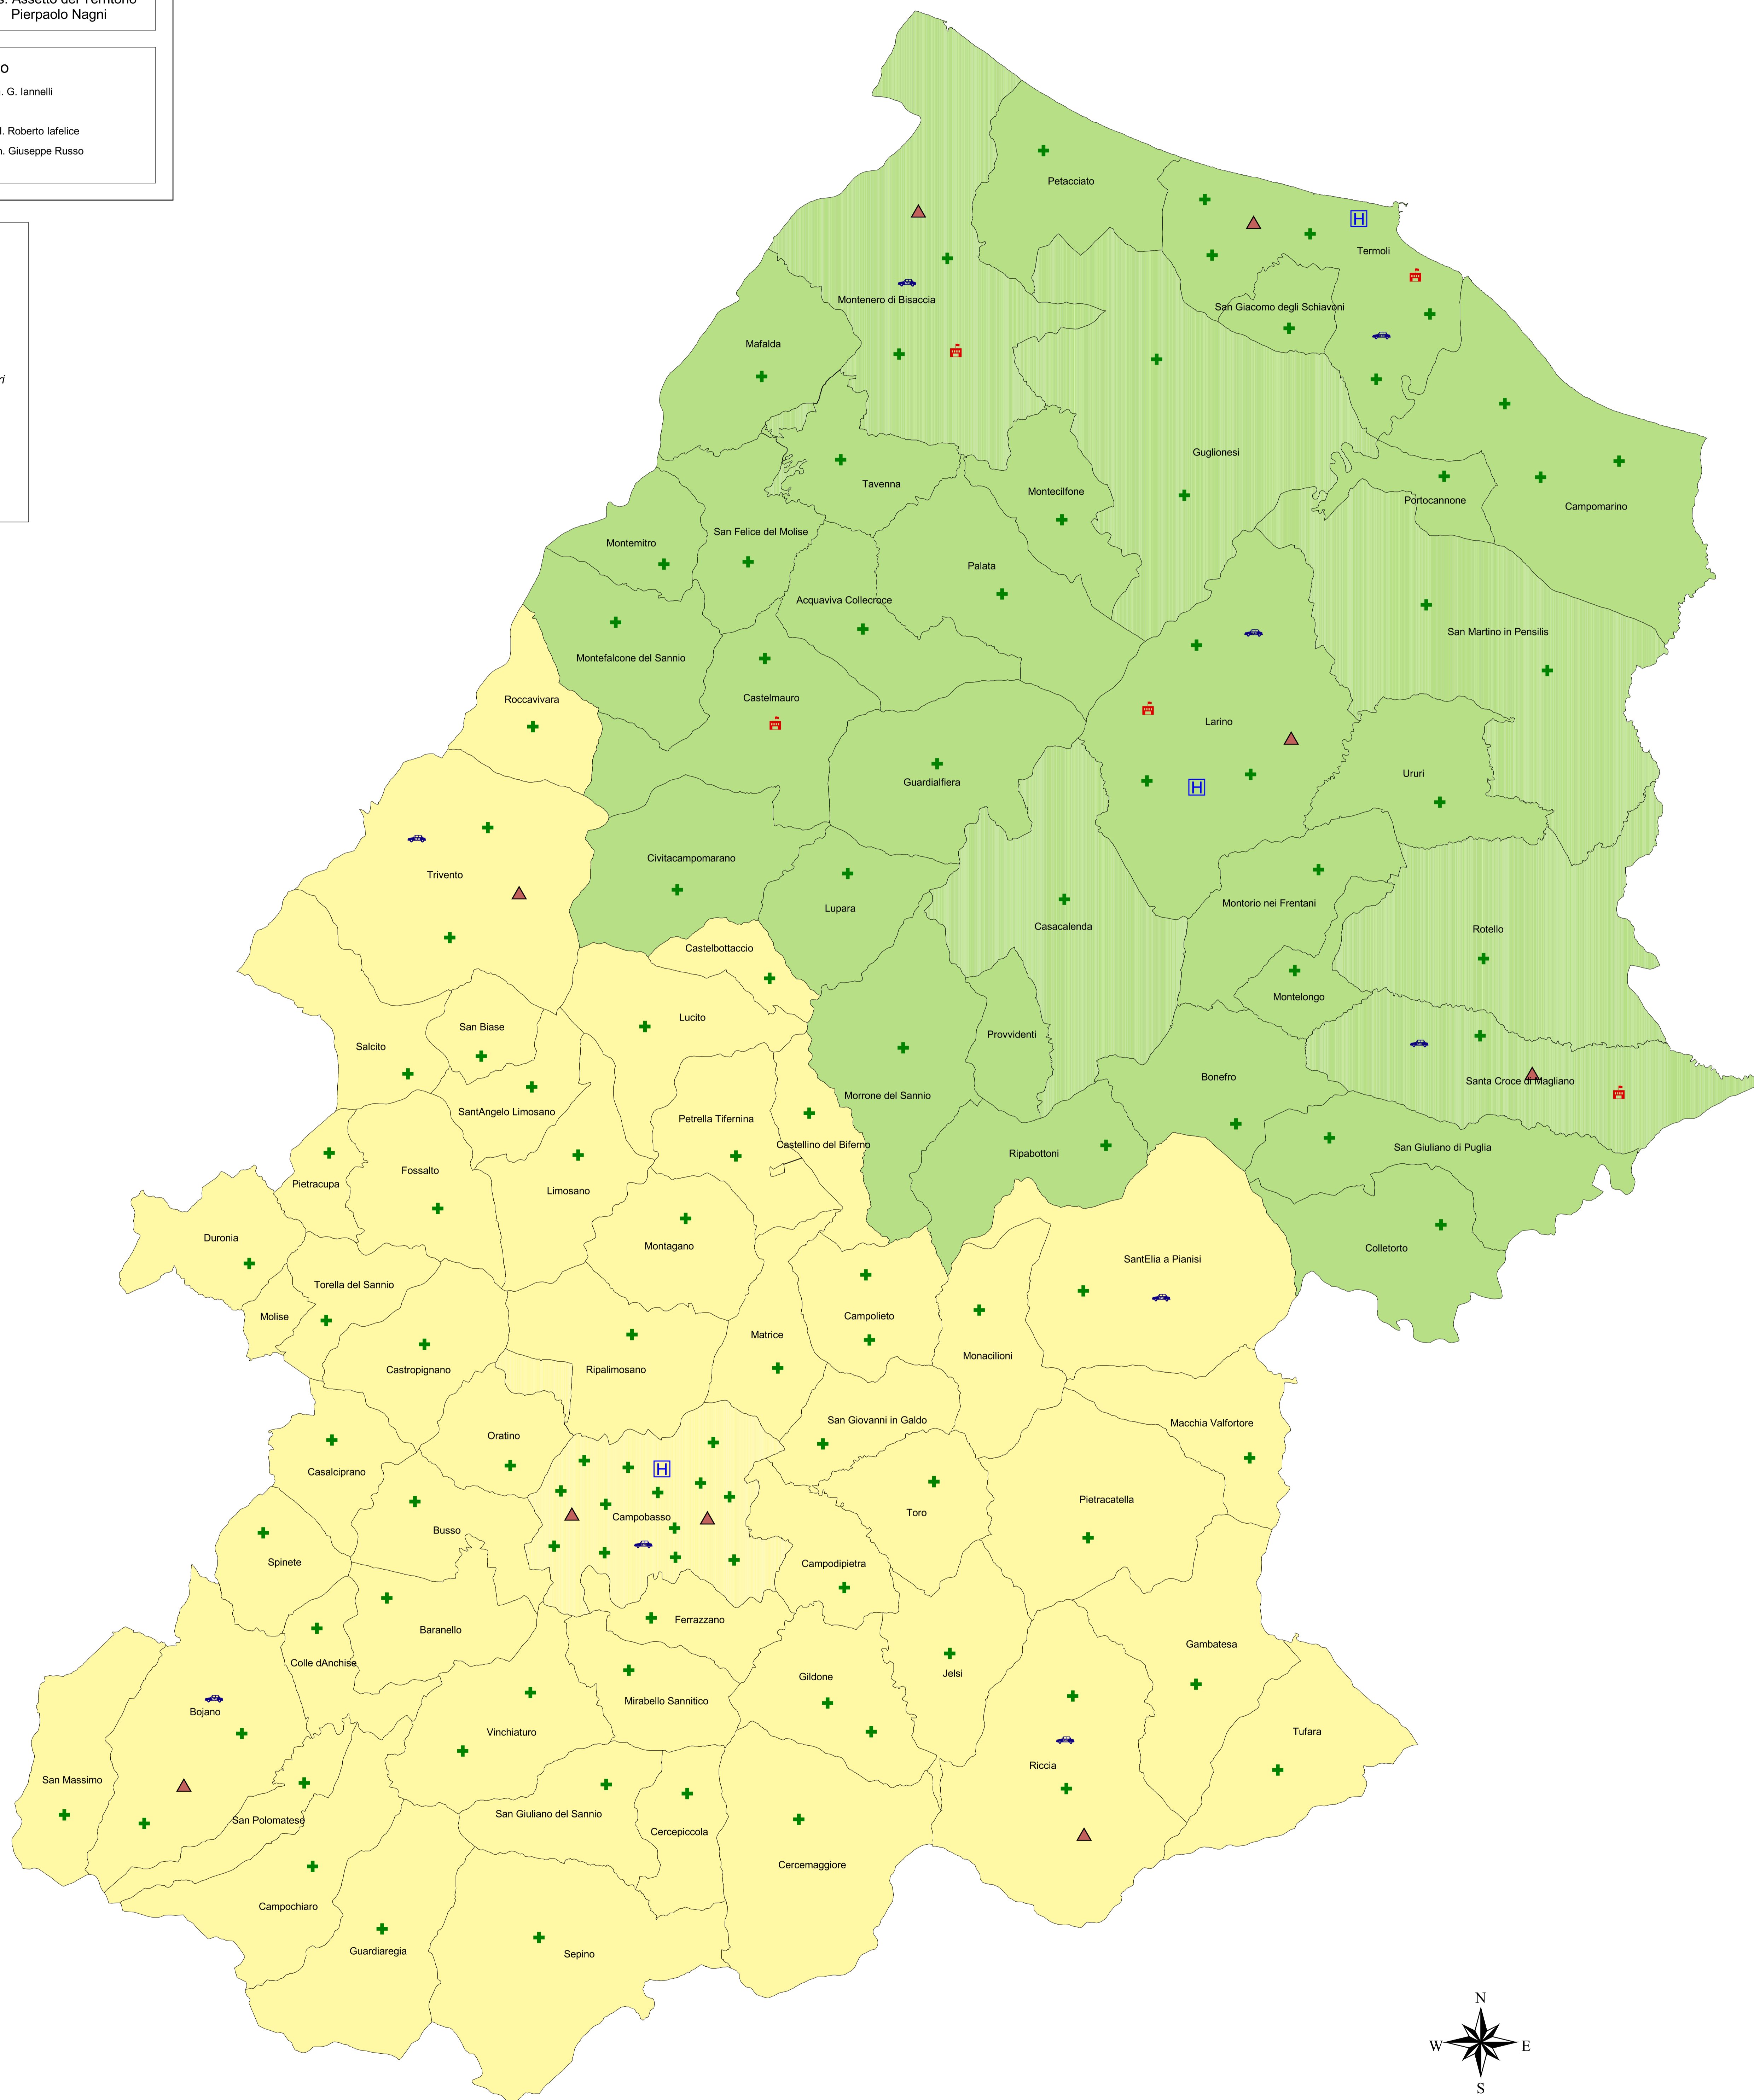 s. Assetto del Territorio
Pierpaolo Nagni
o
. G. Iannelli
l. Roberto Iafelice
n. Giuseppe Russo
ri
Petacciato
Termoli
Montenero di Bisaccia
San Giacomo degli Schiavoni
Mafalda
Guglionesi
Tavenna
Montecilfone
Portocannone
Campomarino
San Felice del Molise
Montemitro
Palata
Acquaviva Collecroce
San Martino in Pensilis
Montefalcone del Sannio
Castelmauro
Roccavivara
Larino
Guardialfiera
Ururi
Civitacampomarano
Trivento
Lupara
Montorio nei Frentani
Casacalenda
Rotello
Castelbottaccio
Montelongo
Lucito
San Biase
Provvidenti
Salcito
Bonefro
Santa Croce di Magliano
Morrone del Sannio
SantAngelo Limosano
Petrella Tifernina
Castellino del Biferno
San Giuliano di Puglia
Ripabottoni
Fossalto
Pietracupa
Limosano
Duronia
Montagano
Colletorto
SantElia a Pianisi
Torella del Sannio
Molise
Campolieto
Matrice
Monacilioni
Castropignano
Ripalimosano
San Giovanni in Galdo
Macchia Valfortore
Oratino
Casalciprano
Pietracatella
Toro
Campobasso
Busso
Spinete
Campodipietra
Ferrazzano
Baranello
Gambatesa
Colle dAnchise
Jelsi
Gildone
Mirabello Sannitico
Bojano
Vinchiaturo
Tufara
Riccia
San Massimo
San Giuliano del Sannio
San Polomatese
Cercepiccola
Cercemaggiore
Campochiaro
Guardiaregia
Sepino
N
W
E
S
H
H
H